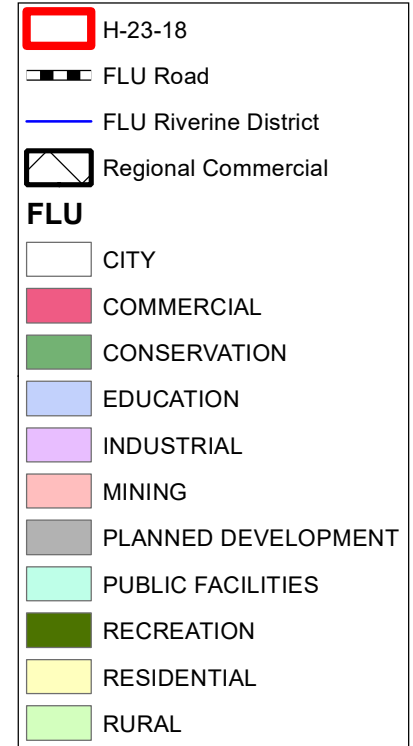 H-23-18
FLU Road
FLU Riverine District
Regional Commercial
FLU
CITY
COMMERCIAL
CONSERVATION
EDUCATION
INDUSTRIAL
MINING
PLANNED DEVELOPMENT
PUBLIC FACILITIES
RECREATION
RESIDENTIAL
RURAL